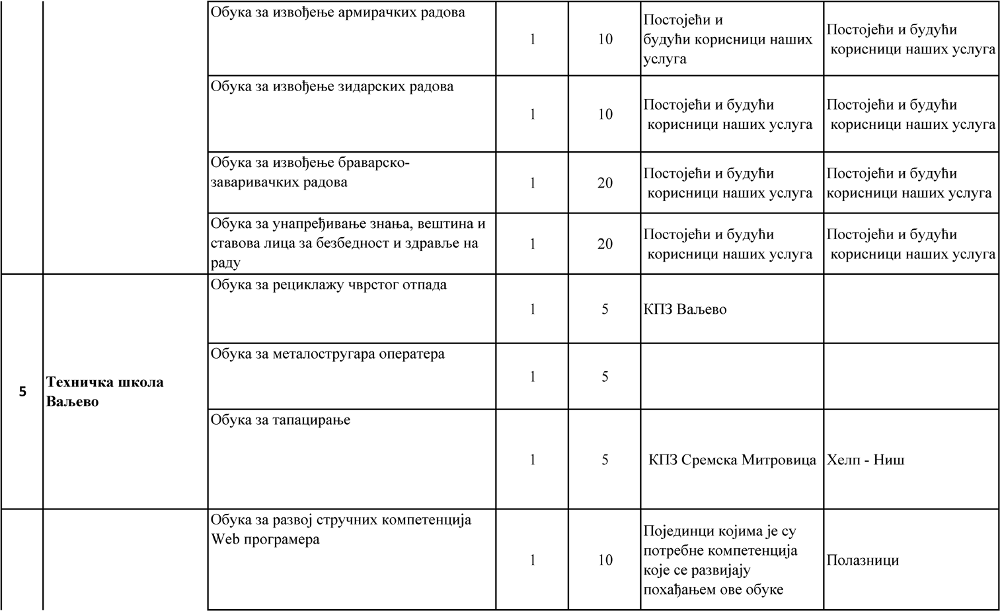 Обука за извођење армирачких радова
1
10
Постојећи и
будући корисници наших
услуга
Постојећи и будући
корисници наших услуга
Обука за извођење зидарских радова
1
10
Постојећи и будући
корисници наших услуга
Постојећи и будући
корисници наших услуга
Обука за извођење браварско-
заваривачких радова
1
20
Постојећи и будући
корисници наших услуга
Постојећи и будући
корисници наших услуга
Обука за унапређивање знања, вештина и
ставова лица за безбедност и здравље на
раду
1
20
Постојећи и будући
корисници наших услуга
Постојећи и будући
корисници наших услуга
5
Техничка школа
Ваљево
Обука за рециклажу чврстог отпада
1
5
КПЗ Ваљево
Обука за металостругара оператера
1
5
Обука за тапацирање
1
5
КПЗ Сремска Митровица
Хелп - Ниш
Обука за развој стручних компетенција
Web програмера
1
10
Појединци којима је су
потребне компетенција
које се развијају
похађањем ове обуке
Полазници